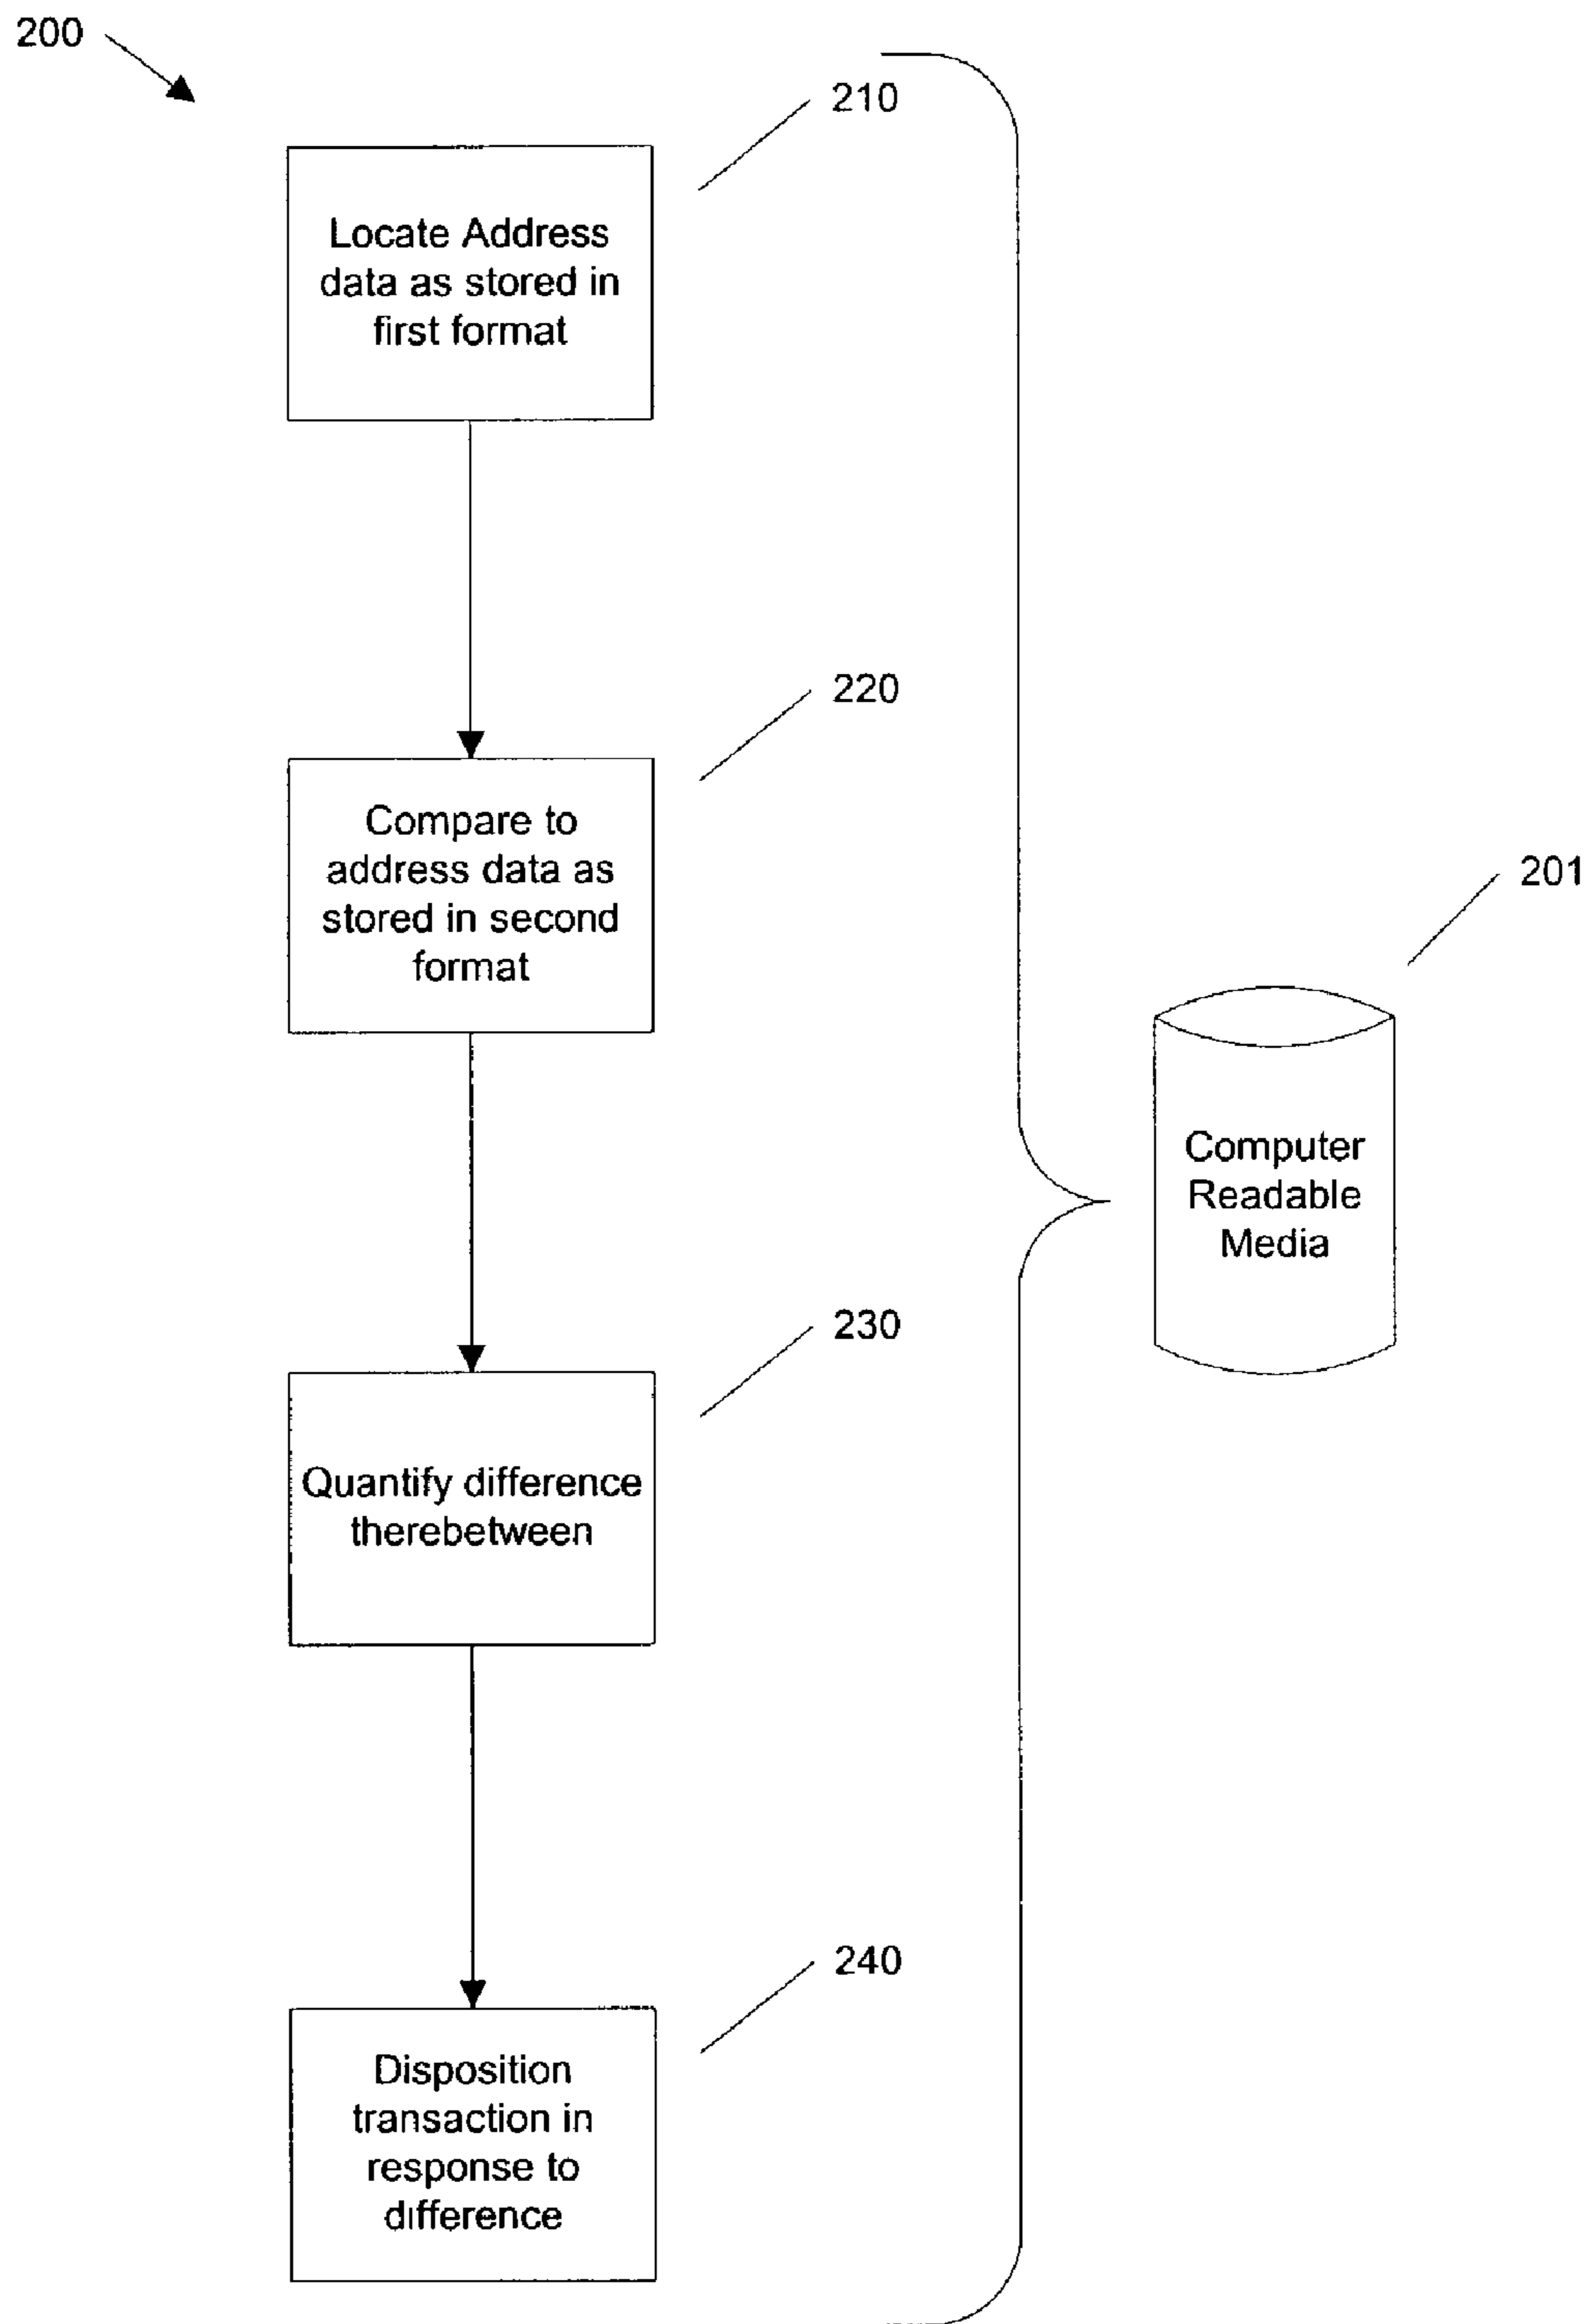 200
210
Locate Address
data as stored in
first format
220
Compare to
address data as
stored in second
format
201
Computer
Readable
Media
230
Quantify difference
therebetween
240
Disposition
transaction in
response to
difference